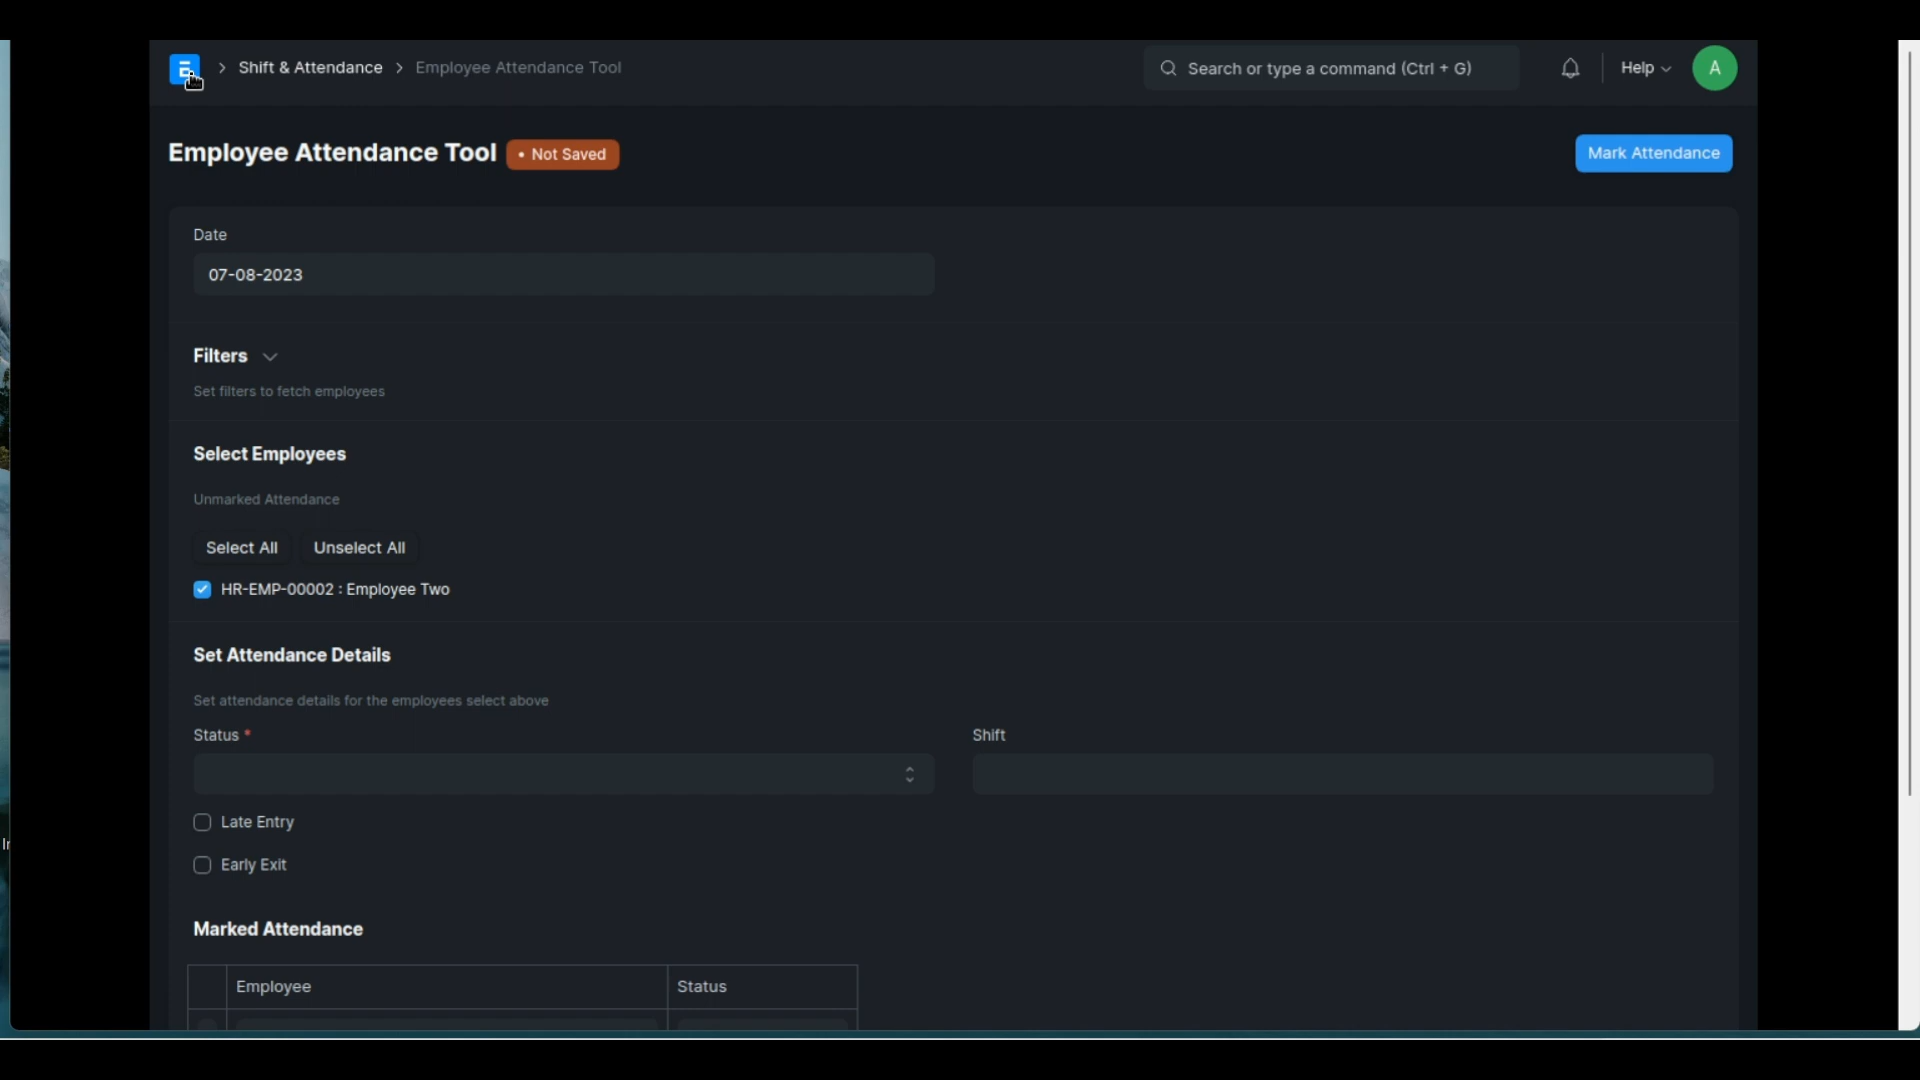 E > Shift & Attendance > Employee Attendance Tool
Search or type a command (Ctrl + G)
Help
A
Employee Attendance Tool
• Not Saved
Mark Attendance
Date
07-08-2023
Filters
Set filters to fetch employees
Select Employees
Unmarked Attendance
Select All Unselect All
HR-EMP-00002 : Employee Two
Set Attendance Details
Set attendance details for the employees select above
Status *
Shift
Late Entry
Early Exit
Marked Attendance
Employee Status